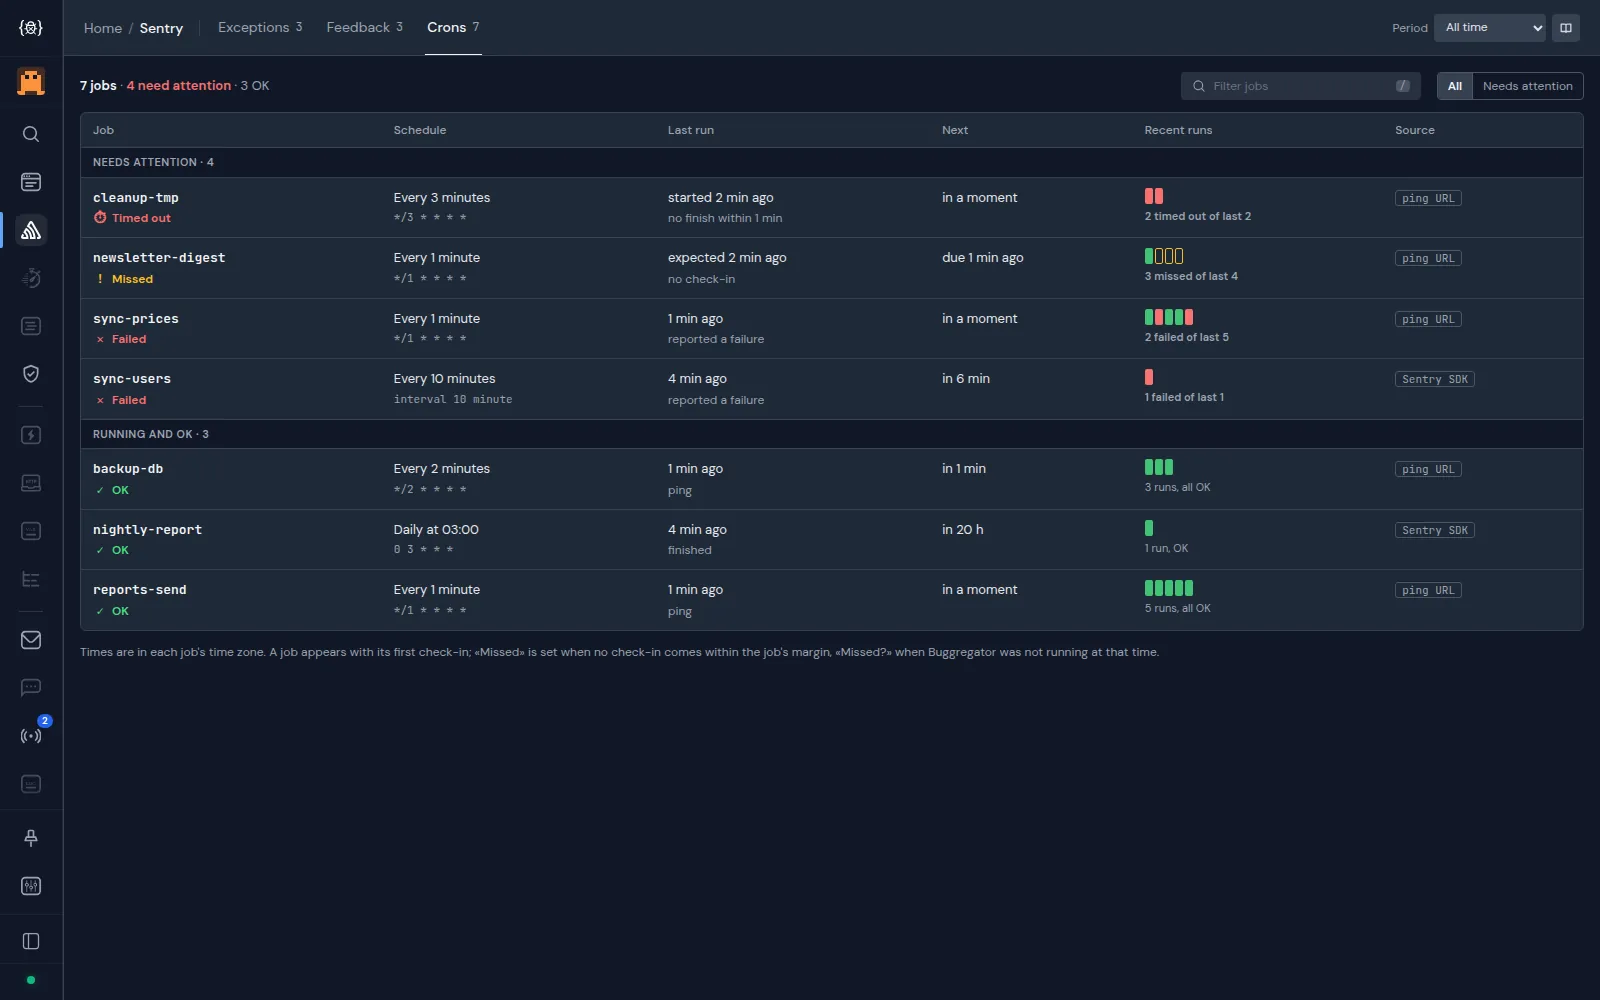 Home / Sentry
Exceptions 3
Feedback 3
Crons 7
Period
All time
7 jobs · 4 need attention · 3 OK
Filter jobs
/
All
Needs attention
Job Schedule Last run Next Recent runs Source
NEEDS ATTENTION · 4
cleanup-tmp Every 3 minutes started 2 min ago in a moment ping URL
Timed out */3 * * * * no finish within 1 min 2 timed out of last 2
newsletter-digest Every 1 minute expected 2 min ago due 1 min ago ping URL
! Missed */1 * * * * no check-in 3 missed of last 4
sync-prices Every 1 minute 1 min ago in a moment ping URL
× Failed */1 * * * * reported a failure 2 failed of last 5
sync-users Every 10 minutes 4 min ago in 6 min Sentry SDK
× Failed interval 10 minute reported a failure 1 failed of last 1
RUNNING AND OK · 3
backup-db Every 2 minutes 1 min ago in 1 min ping URL
✓ OK */2 * * * * ping 3 runs, all OK
nightly-report Daily at 03:00 4 min ago in 20 h Sentry SDK
✓ OK 0 3 * * * finished 1 run, OK
reports-send Every 1 minute 1 min ago in a moment ping URL
✓ OK */1 * * * * ping 5 runs, all OK
Times are in each job's time zone. A job appears with its first check-in; «Missed» is set when no check-in comes within the job's margin, «Missed?» when Buggregator was not running at that time.
2